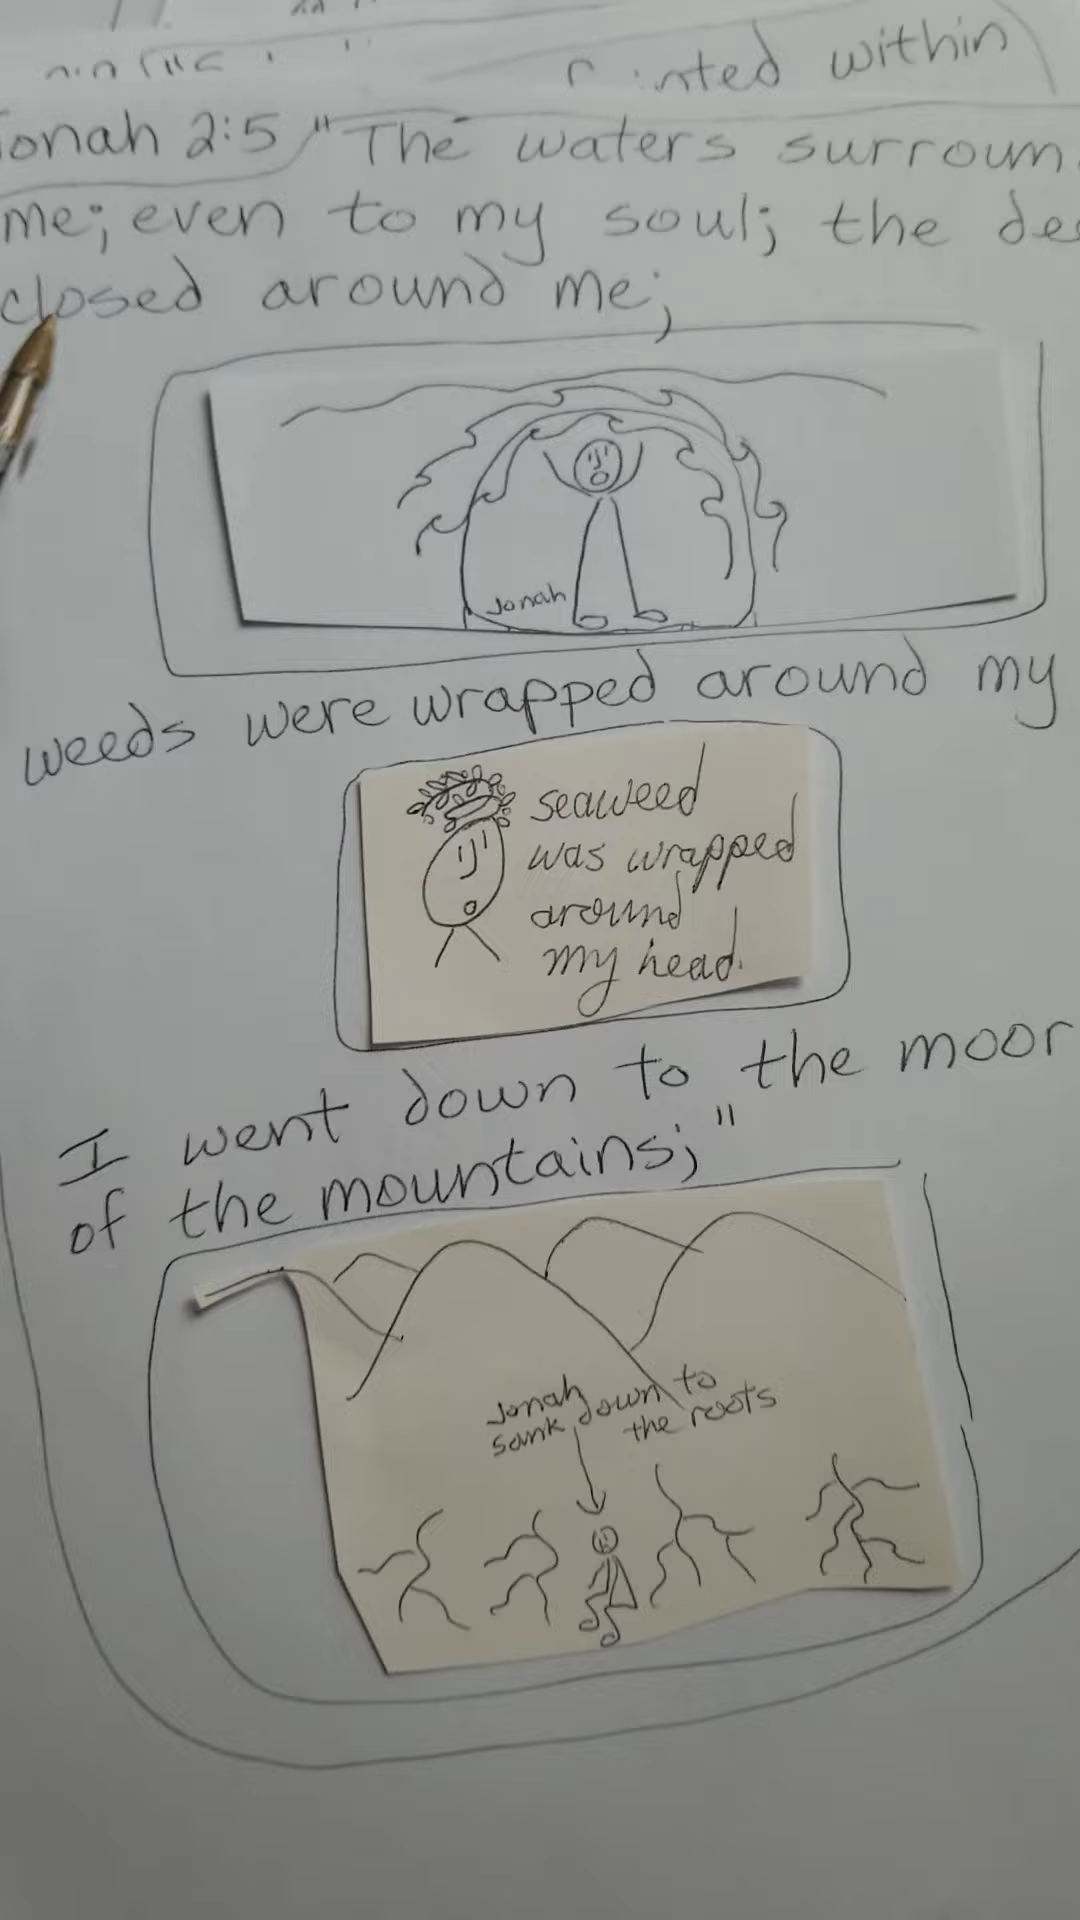 within
Jonah 2:5 "The waters surroun
me; even to my soul; the dee
closed around me;
Jonah
weeds were wrapped around my
seaweed
was wrapped
around
my head.
I went down to the moor
of the mountains;"
Jonah
sank down to
the roots